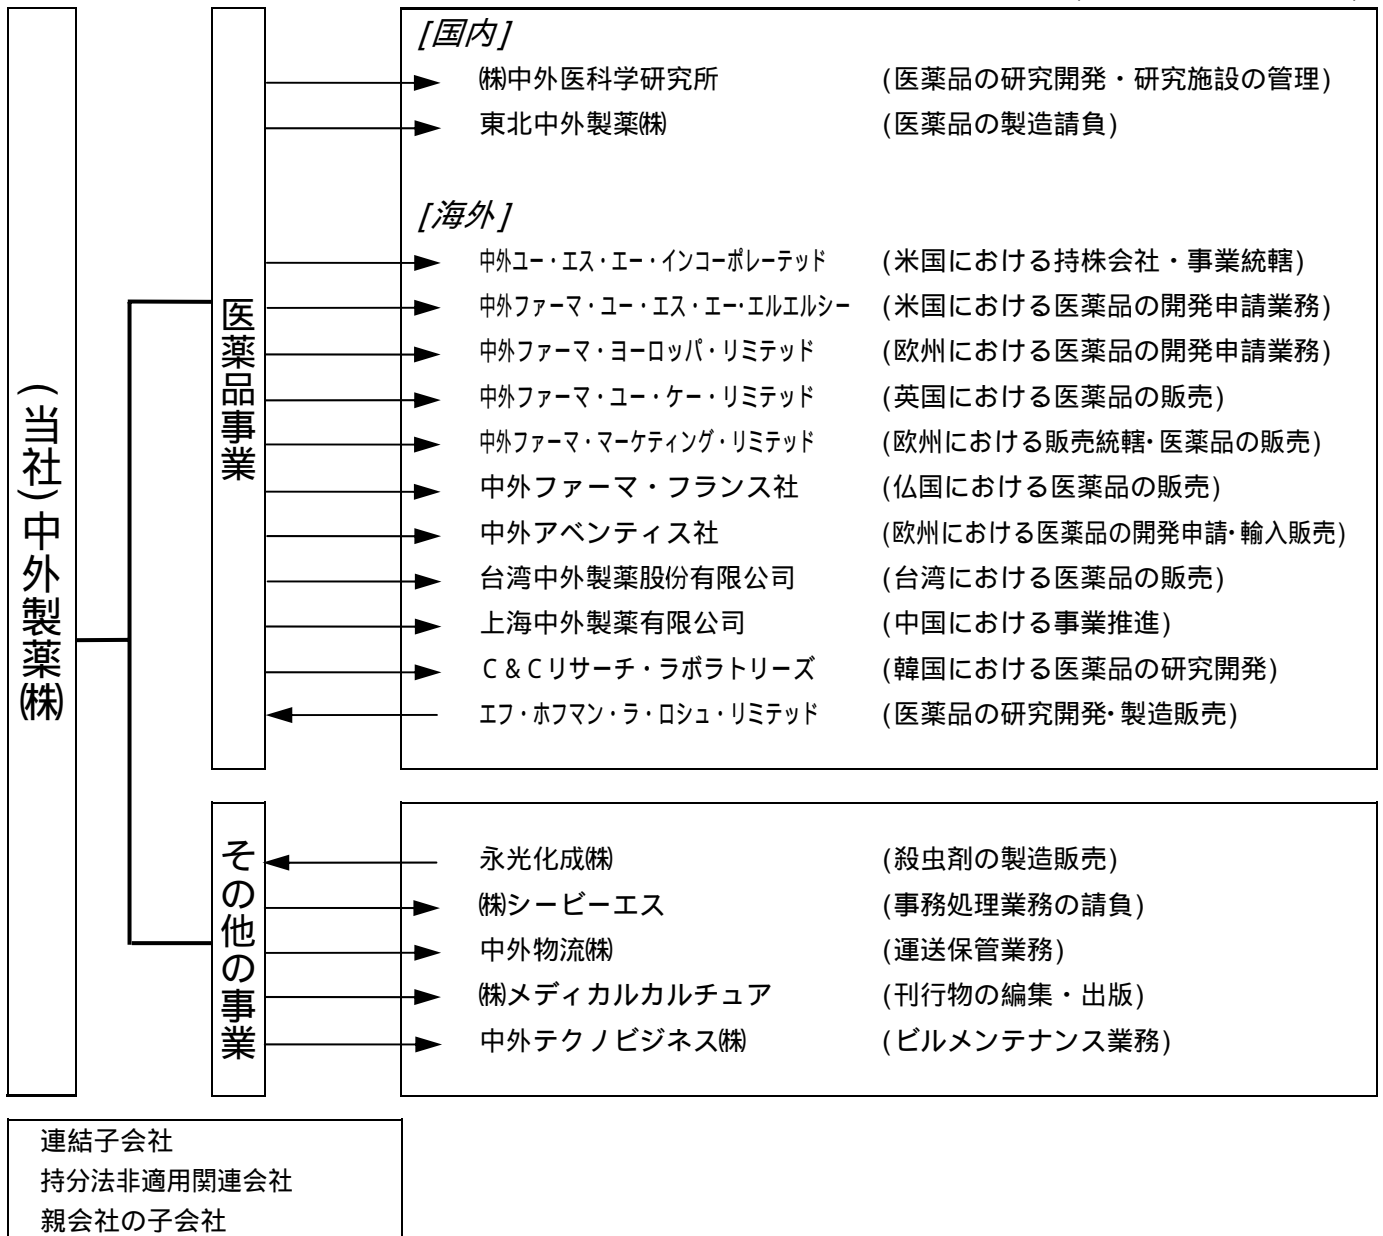 (当社)中外製薬㈱
医薬品事業
[国内]
㈱中外医科学研究所 (医薬品の研究開発・研究施設の管理)
東北中外製薬㈱ (医薬品の製造請負)
[海外]
中外ユー・エス・エー・インコーポレーテッド (米国における持株会社・事業統轄)
中外ファーマ・ユー・エス・エー・エルエルシー (米国における医薬品の開発申請業務)
中外ファーマ・ヨーロッパ・リミテッド (欧州における医薬品の開発申請業務)
中外ファーマ・ユー・ケー・リミテッド (英国における医薬品の販売)
中外ファーマ・マーケティング・リミテッド (欧州における販売統轄・医薬品の販売)
中外ファーマ・フランス社 (仏国における医薬品の販売)
中外アベンティス社 (欧州における医薬品の開発申請・輸入販売)
台湾中外製薬股份有限公司 (台湾における医薬品の販売)
上海中外製薬有限公司 (中国における事業推進)
C&Cリサーチ・ラボラトリーズ (韓国における医薬品の研究開発)
エフ・ホフマン・ラ・ロシュ・リミテッド (医薬品の研究開発・製造販売)
その他の事業
永光化成㈱ (殺虫剤の製造販売)
㈱シービーエス (事務処理業務の請負)
中外物流㈱ (運送保管業務)
㈱メディカルカルチュア (刊行物の編集・出版)
中外テクノビジネス㈱ (ビルメンテナンス業務)
連結子会社
持分法非適用関連会社
親会社の子会社